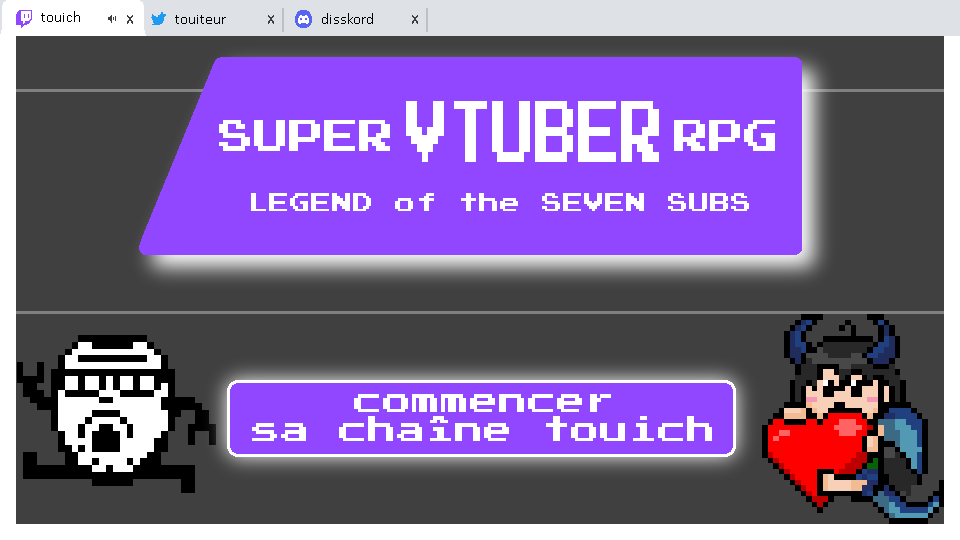 touich
touiteur
disskord
SUPER VTUBER RPG
LEGEND of the SEVEN SUBS
commencer
sa chaîne touich